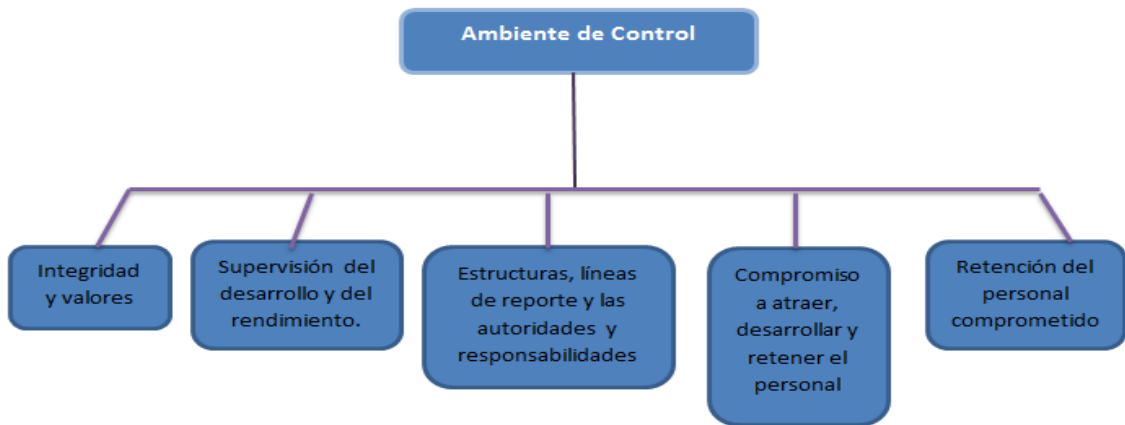 Ambiente de Control
Integridad
y valores
Supervisión del
desarrollo y del
rendimiento.
Estructuras, líneas
de reporte y las
autoridades y
responsabilidades
Compromiso
a atraer,
desarrollar y
retener el
personal
Retención del
personal
comprometido